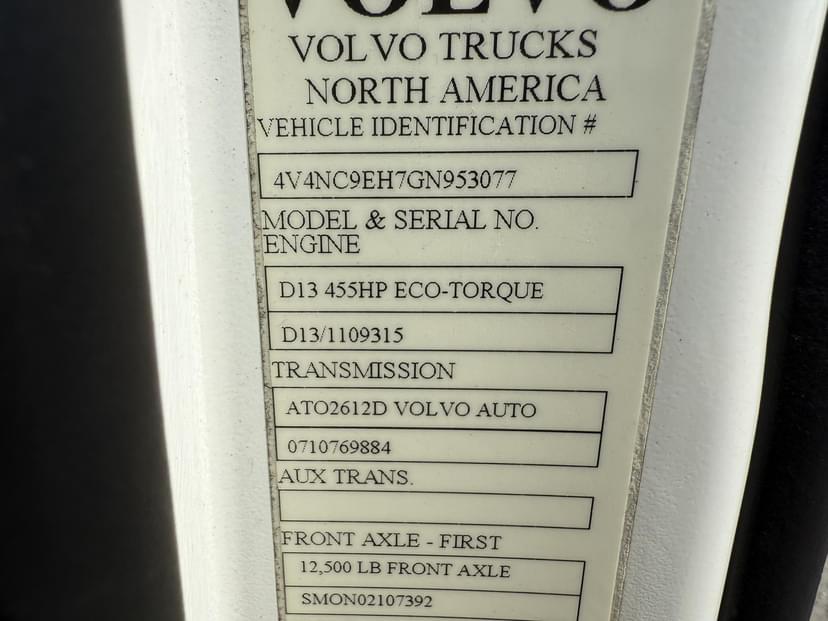 VOLVO
VOLVO TRUCKS
NORTH AMERICA
VEHICLE IDENTIFICATION #
4V4NC9EH7GN953077
MODEL & SERIAL NO.
ENGINE
D13 455HP ECO-TORQUE
D13/1109315
TRANSMISSION
ATO2612D VOLVO AUTO
0710769884
AUX TRANS.
FRONT AXLE - FIRST
12,500 LB FRONT AXLE
SMON02107392